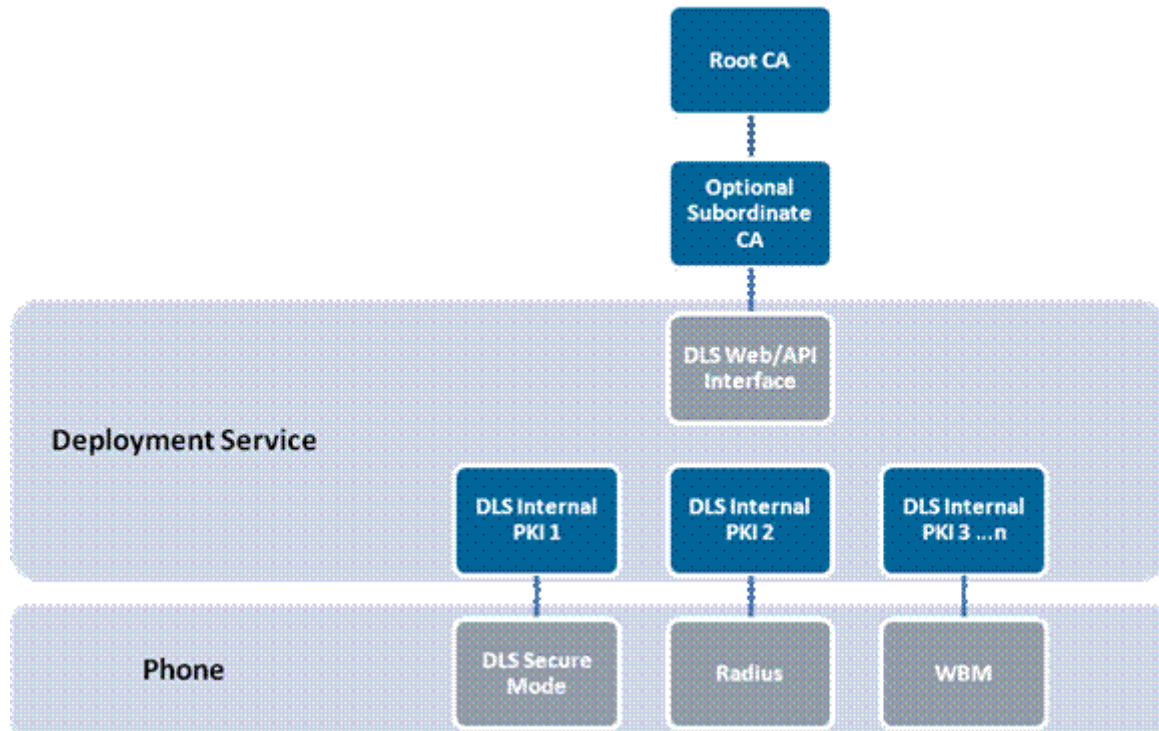 Root CA
Optional
Subordinate
CA
DLS Web/API
Interface
Deployment Service
DLS Internal
PKI 1
DLS Internal
PKI 2
DLS Internal
PKI 3 ...n
Phone
DLS Secure
Mode
Radius
WBM